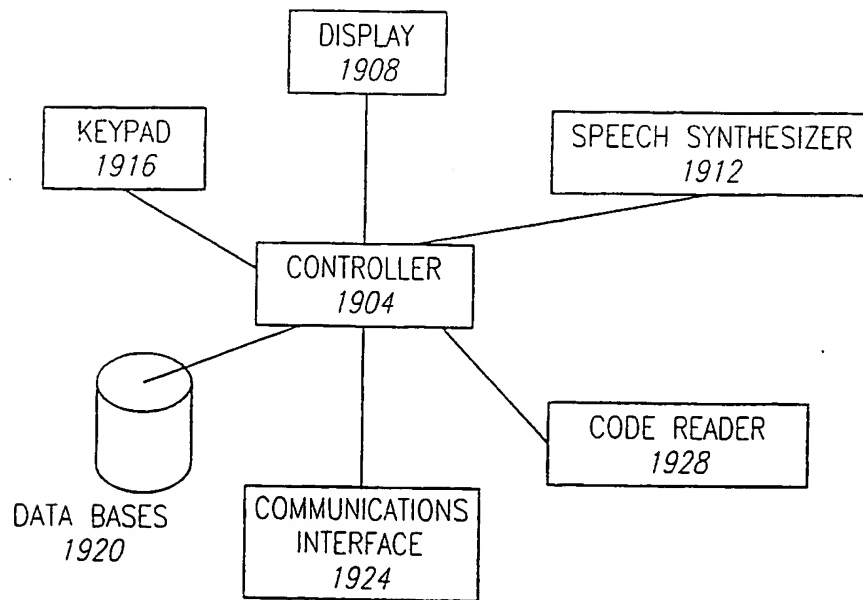 DISPLAY
1908
KEYPAD
1916
SPEECH SYNTHESIZER
1912
CONTROLLER
1904
CODE READER
1928
DATA BASES
1920
COMMUNICATIONS
INTERFACE
1924